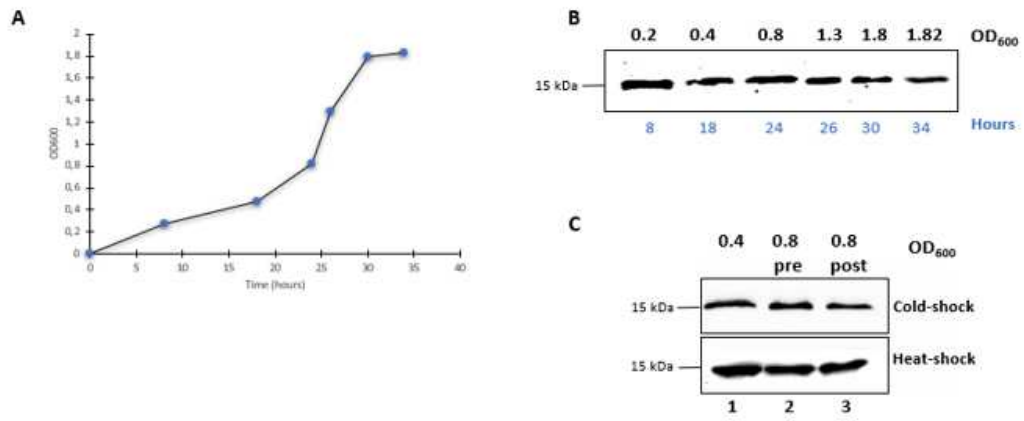 A
2
1,8
1,6
1,4
1,2
1
0,8
0,6
0,4
0,2
0
OD600
0 5 10 15 20 25 30 35 40
Time (hours)
B
0.2 0.4 0.8 1.3 1.8 1.82 OD600
15 kDa
8 18 24 26 30 34 Hours
C
0.4 0.8 0.8 OD600
pre post
15 kDa Cold-shock
15 kDa Heat-shock
1 2 3